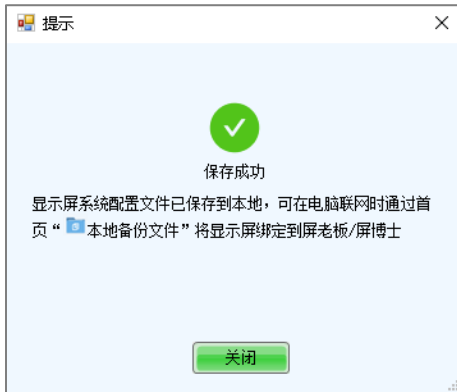 提示
保存成功
显示屏系统配置文件已保存到本地，可在电脑联网时通过首
页“本地备份文件”将显示屏绑定到屏老板/屏博士
关闭